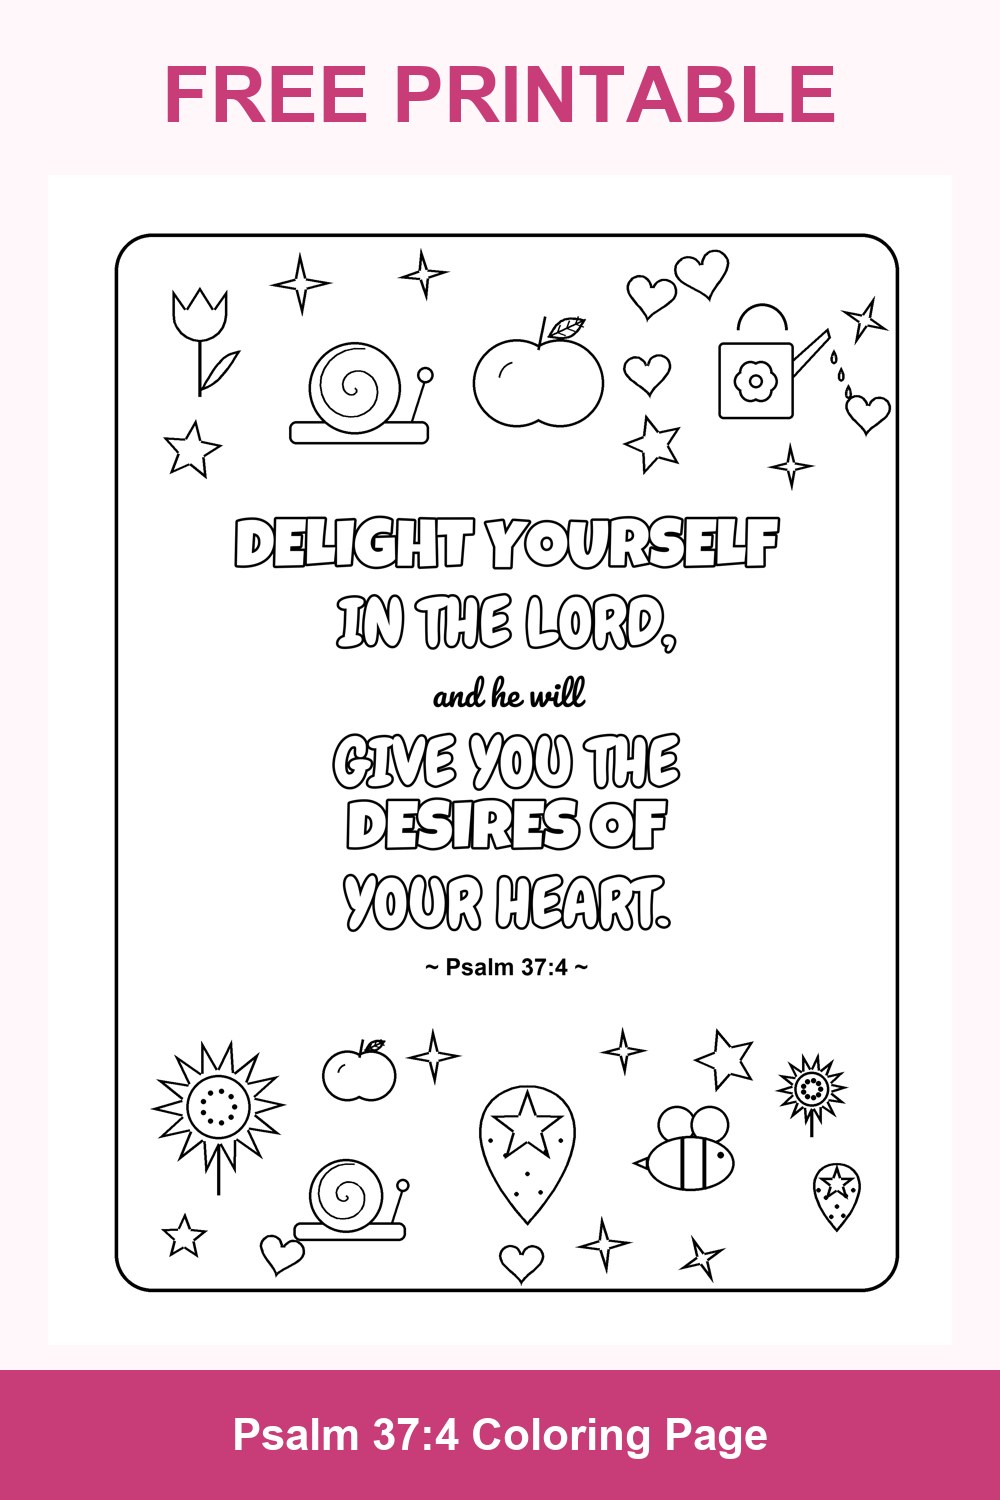 FREE PRINTABLE
DELIGHT YOURSELF
IN THE LORD,
and he will
GIVE YOU THE
DESIRES OF
YOUR HEART.
~ Psalm 37:4 ~
Psalm 37:4 Coloring Page